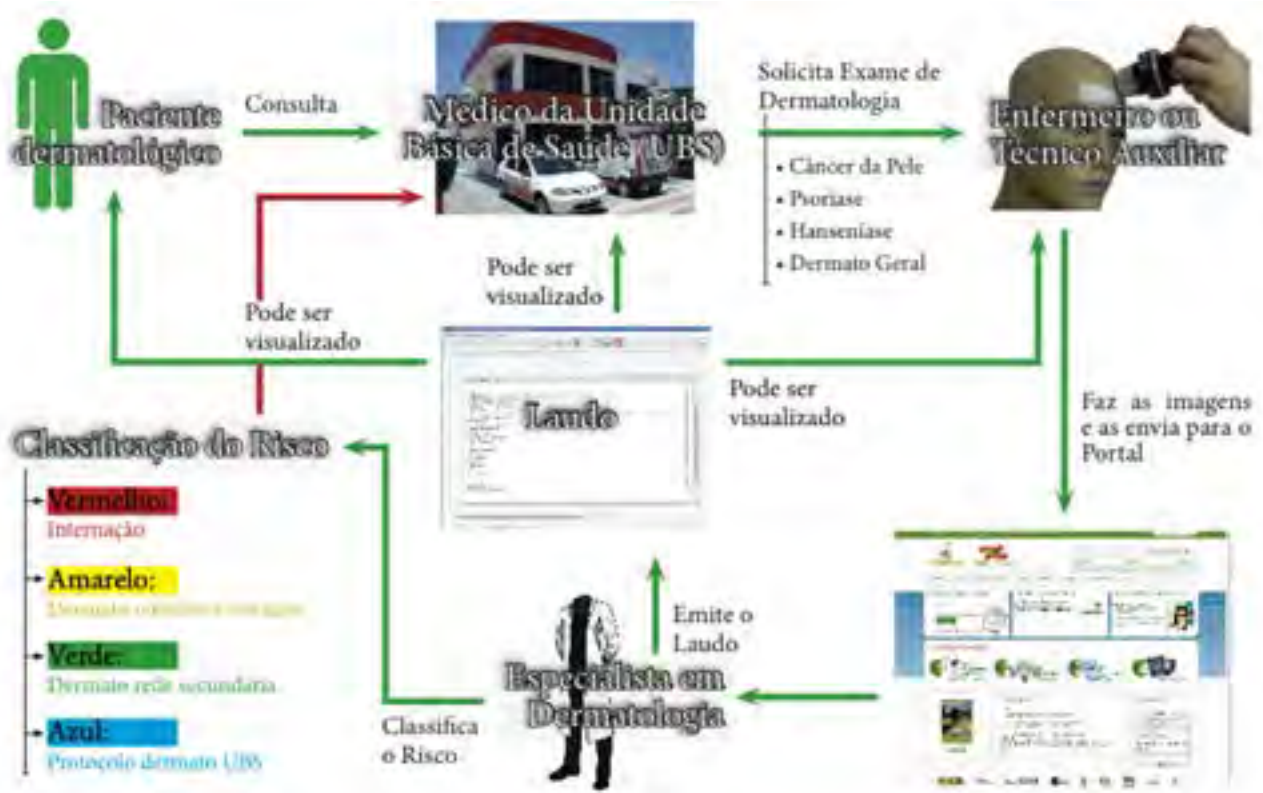 Paciente
dermatológico
Consulta
Médico da Unidade
Básica de Saúde (UBS)
Solicita Exame de
Dermatologia
• Câncer da Pele
• Psoriase
• Hanseníase
• Dermato Geral
Enfermeiro ou
Tecnico Auxiliar
Pode ser
visualizado
Pode ser
visualizado
Laudo
Pode ser
visualizado
Faz as imagens
e as envia para o
Portal
Classificação do Risco
Vermelho:
Internação
Amarelo:
Dermato
Verde:
Dermato rede secundária
Azul:
Protocolo dermato UBS
Classifica
o Risco
Emite o
Laudo
Especialista em
Dermatologia